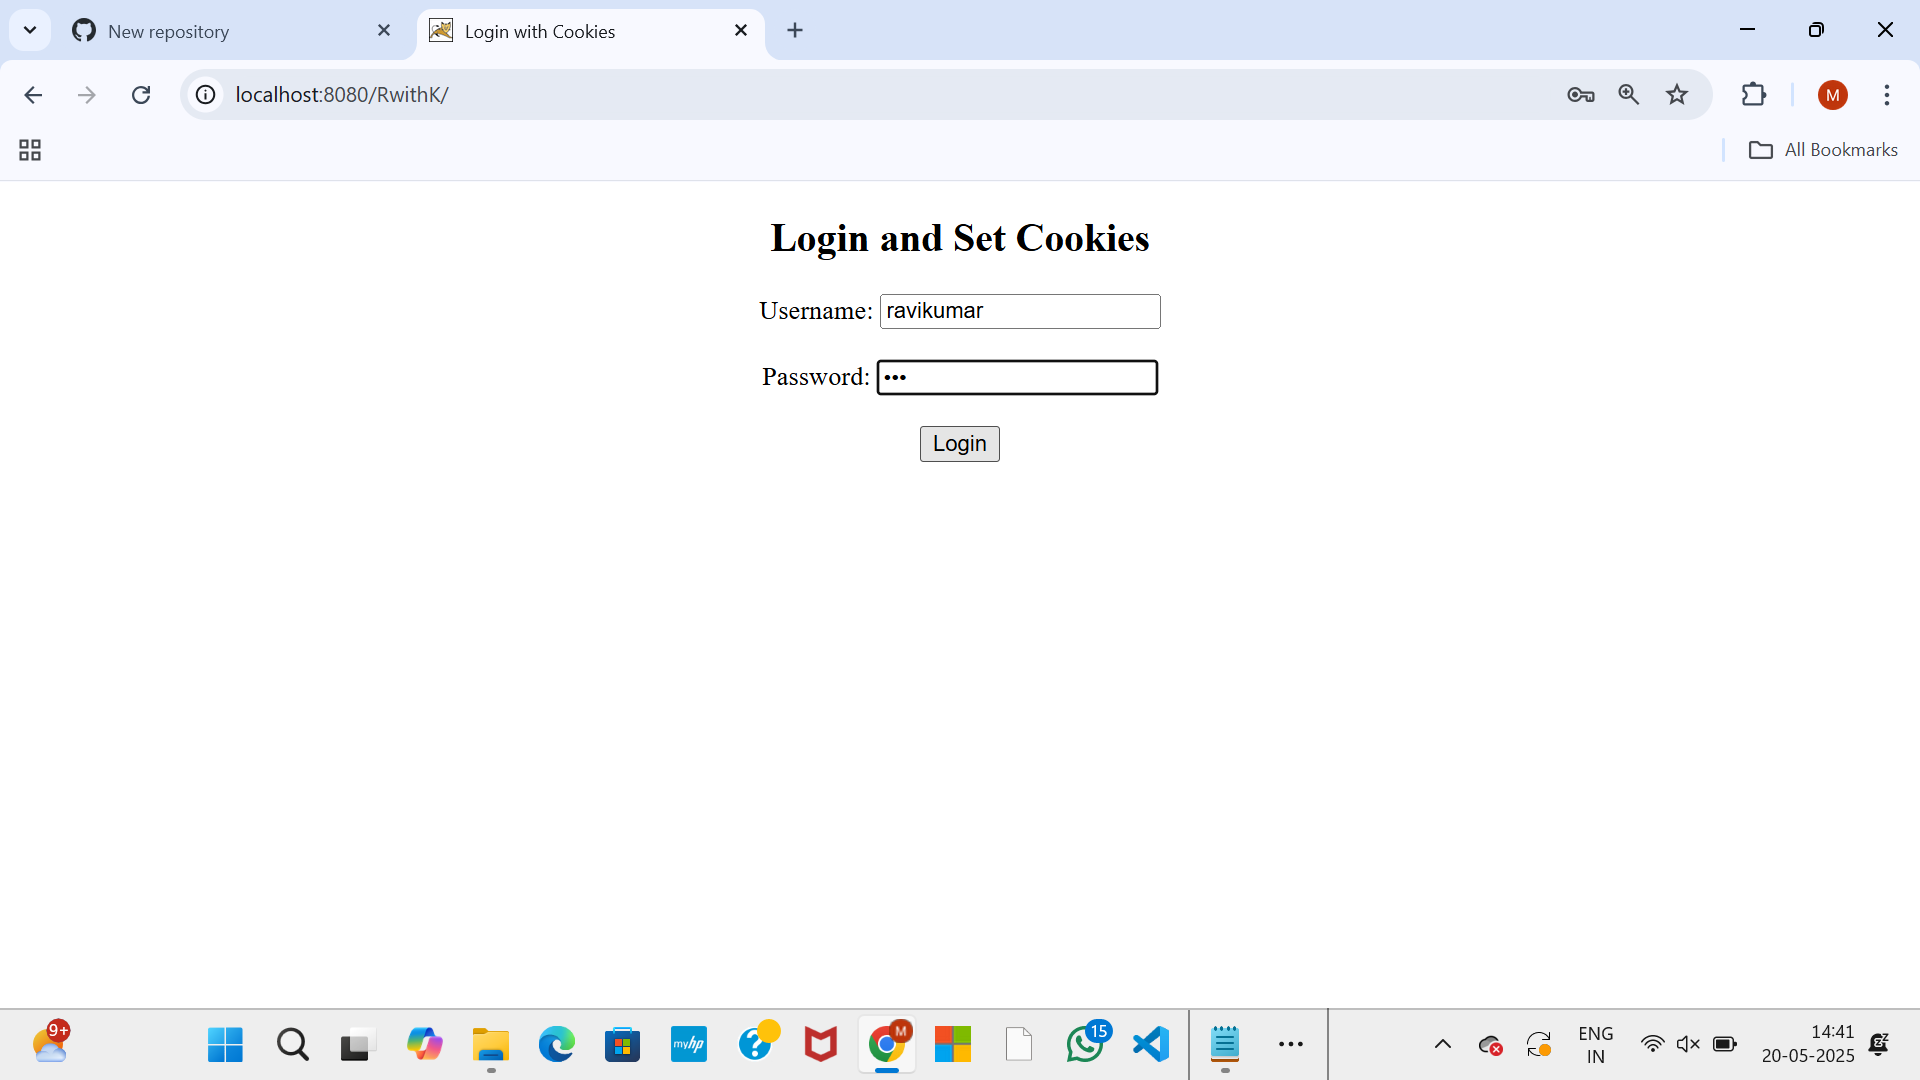 New repository
Login with Cookies
localhost:8080/RwithK/
M
All Bookmarks
Login and Set Cookies
Username: ravikumar
Password: •••
Login
9+
myhp
M
15
ENG
IN
14:41
20-05-2025